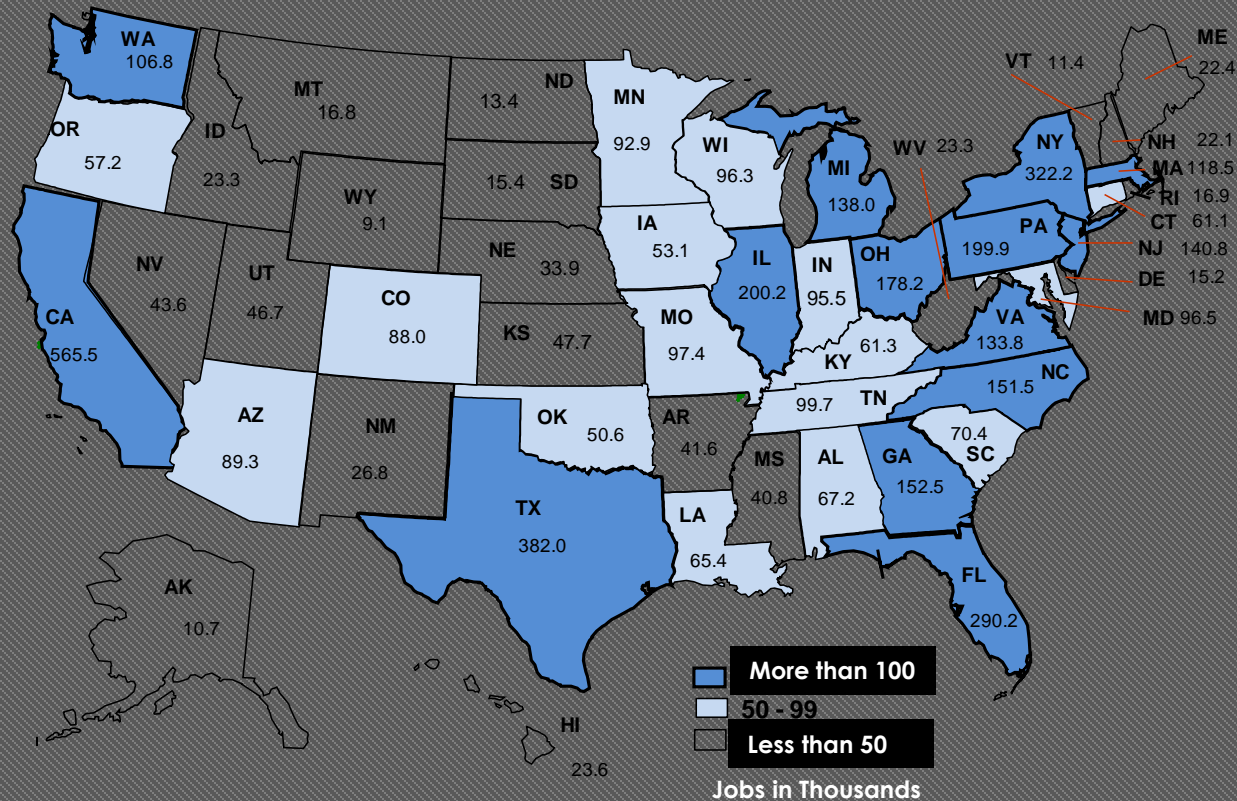 WA
106.8
OR
57.2
CA
565.5
ID
23.3
NV
43.6
MT
16.8
WY
9.1
UT
46.7
AZ
89.3
CO
88.0
NM
26.8
ND
13.4
SD
15.4
NE
33.9
KS
47.7
OK
50.6
TX
382.0
MN
92.9
IA
53.1
MO
97.4
AR
41.6
LA
65.4
WI
96.3
IL
200.2
MI
138.0
IN
95.5
OH
178.2
KY
61.3
TN
99.7
MS
40.8
AL
67.2
GA
152.5
FL
290.2
SC
70.4
NC
151.5
VA
133.8
WV 23.3
PA
199.9
NY
322.2
VT 11.4
ME
22.4
NH 22.1
MA 118.5
RI 16.9
CT 61.1
NJ 140.8
DE 15.2
MD 96.5
AK
10.7
HI
23.6
More than 100
50 - 99
Less than 50
Jobs in Thousands